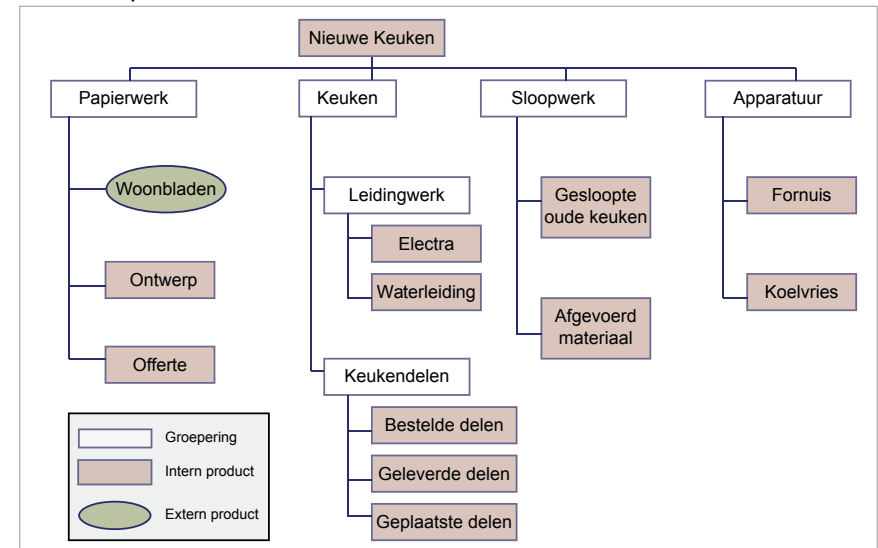 Nieuwe Keuken
Papierwerk
Keuken
Sloopwerk
Apparatuur
Woonbladen
Ontwerp
Offerte
Leidingwerk
Electra
Waterleiding
Keukendelen
Bestelde delen
Geleverde delen
Geplaatste delen
Gesloopte
oude keuken
Afgevoerd
materiaal
Fornuis
Koelvries
Groepering
Intern product
Extern product